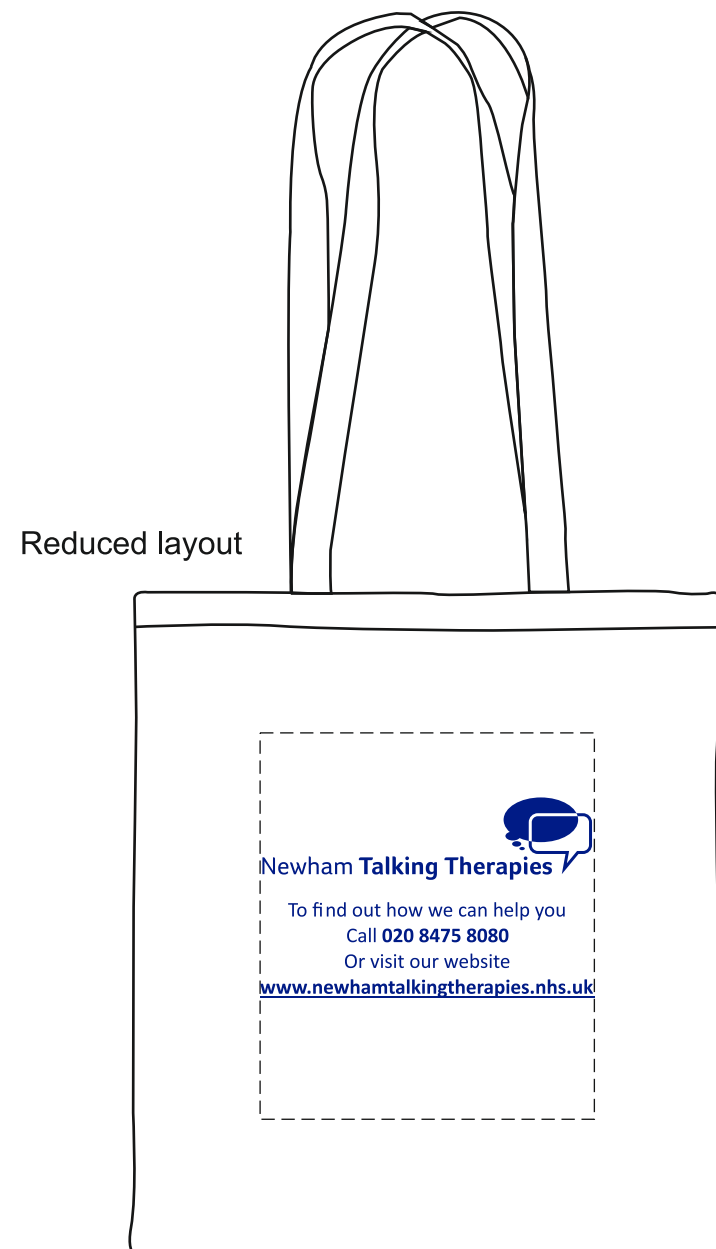 Reduced layout
Newham Talking Therapies
To find out how we can help you
Call 020 8475 8080
Or visit our website
www.newhamtalkingtherapies.nhs.uk